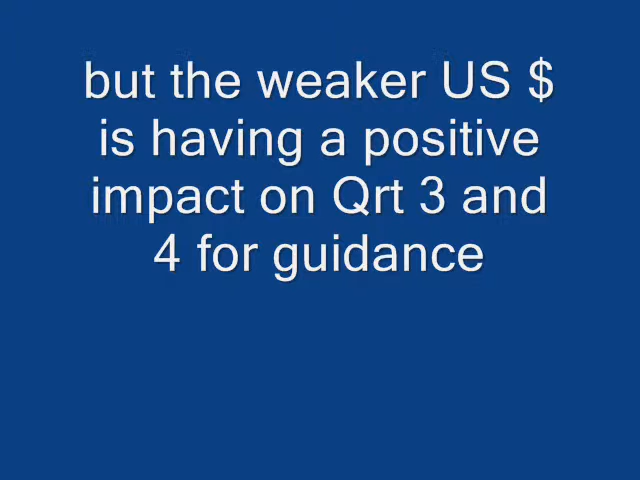 but the weaker US $
is having a positive
impact on Qrt 3 and
4 for guidance